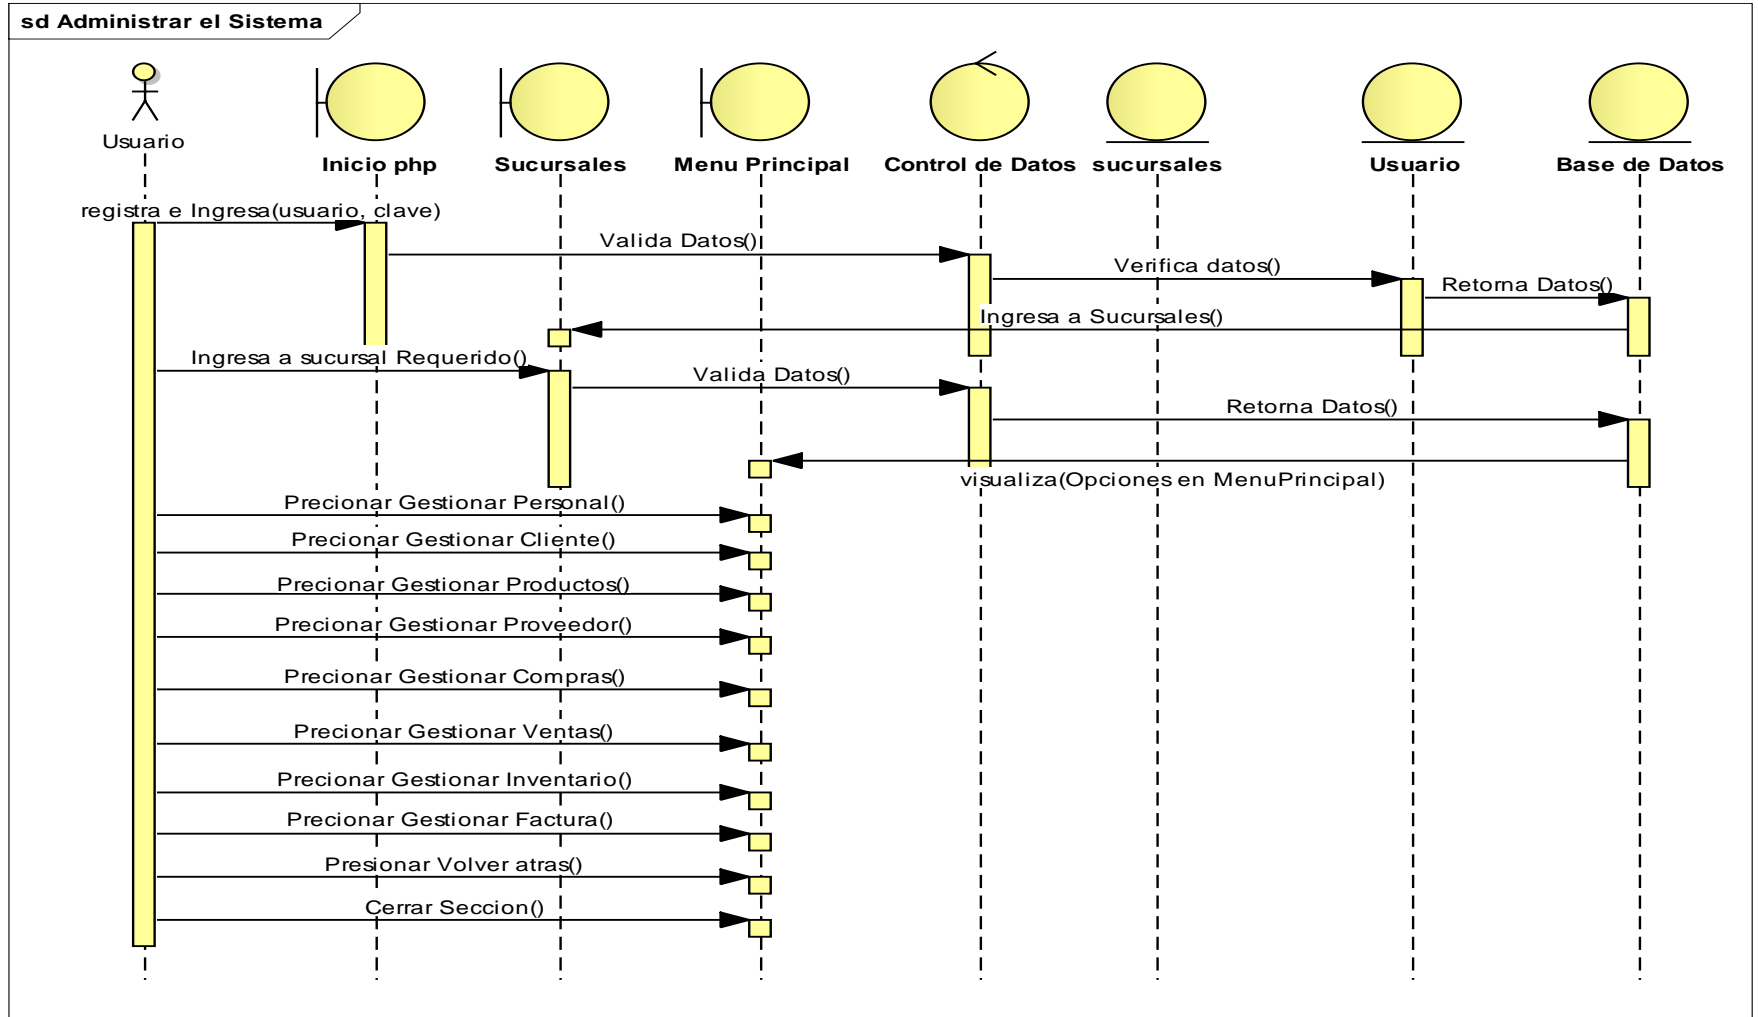 sd Administrar el Sistema
Usuario
Inicio php
Sucursales
Menu Principal
Control de Datos
sucursales
Usuario
Base de Datos
registra e Ingresa(usuario, clave)
Valida Datos()
Verifica datos()
Retorna Datos()
Ingresa a Sucursales()
Ingresa a sucursal Requerido()
Valida Datos()
Retorna Datos()
visualiza(Opciones en MenuPrincipal)
Precionar Gestionar Personal()
Precionar Gestionar Cliente()
Precionar Gestionar Productos()
Precionar Gestionar Proveedor()
Precionar Gestionar Compras()
Precionar Gestionar Ventas()
Precionar Gestionar Inventario()
Precionar Gestionar Factura()
Presionar Volver atras()
Cerrar Seccion()